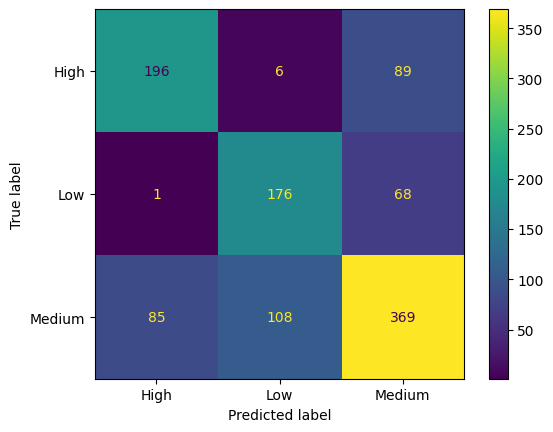 High 196 6 89
Low 1 176 68
Medium 85 108 369
High Low Medium
Predicted label
True label
350
300
250
200
150
100
50